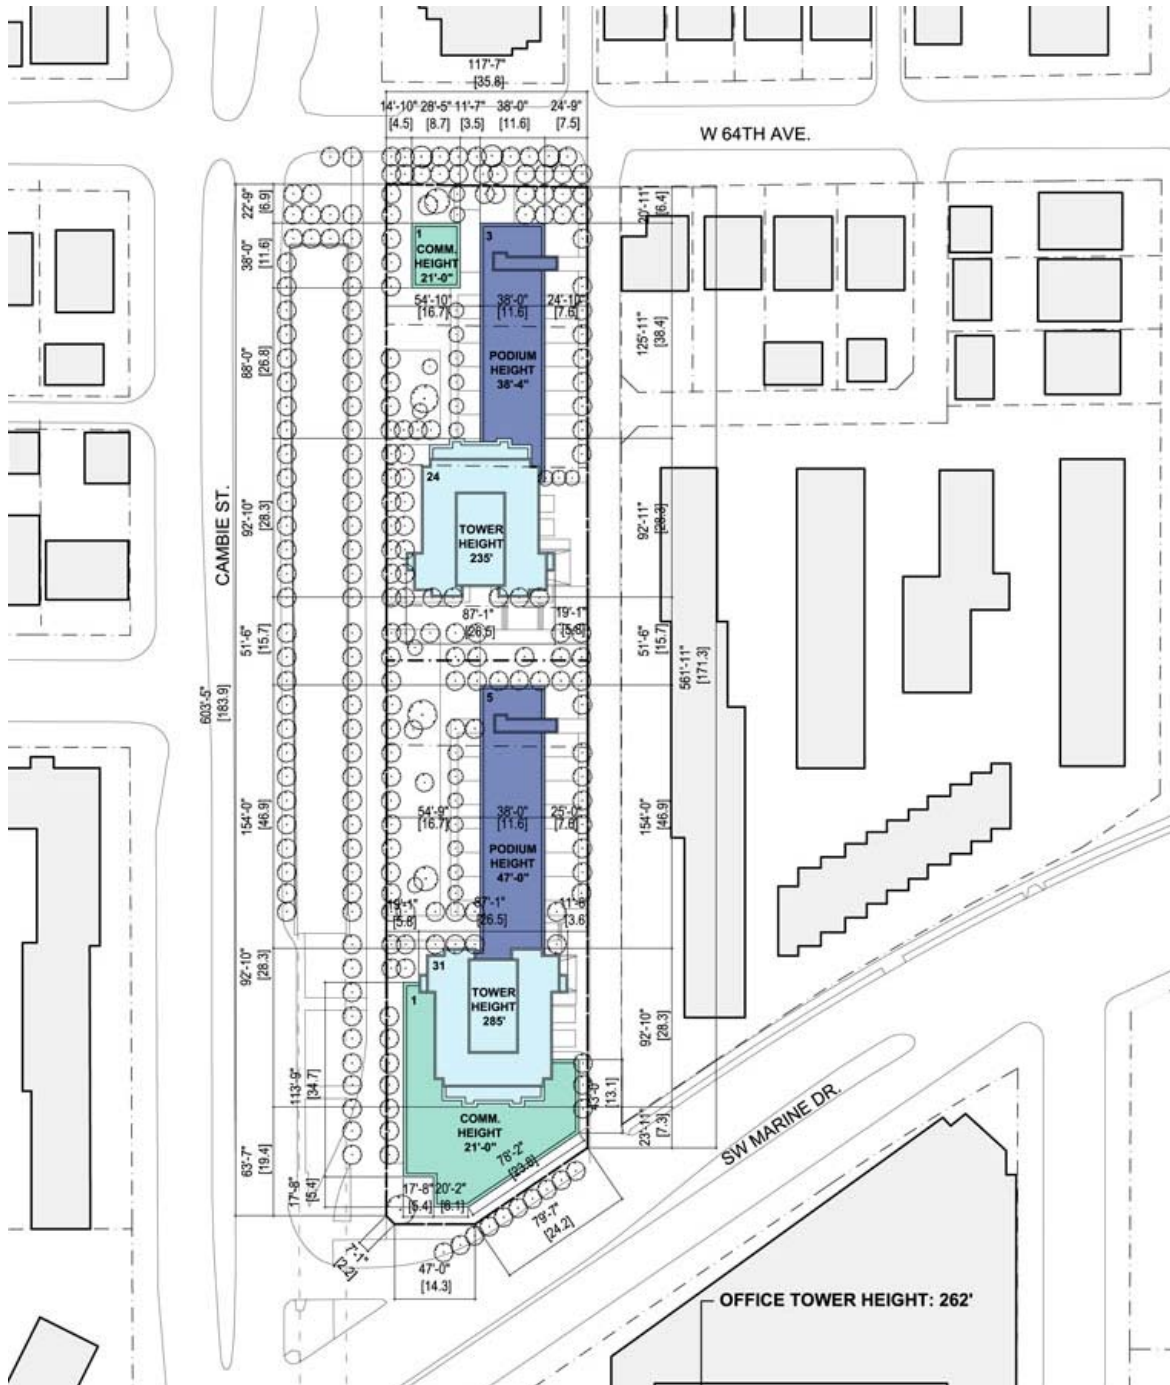 117'-7"
[35.8]
14'-10" 28'-5" 11'-7" 38'-0" 24'-9"
[4.5] [8.7] [3.5] [11.6] [7.5]
W 64TH AVE.
22'-9"
[6.9]
20'-11"
[6.4]
38'-0"
[11.6]
1
COMM.
HEIGHT
21'-0"
3
54'-10" 38'-0" 24'-10"
[16.7] [11.6] [7.6]
125'-11"
[38.4]
88'-0"
[26.8]
PODIUM
HEIGHT
38'-4"
24
TOWER
HEIGHT
235'
CAMBIE ST.
92'-10"
[28.3]
92'-11"
[28.3]
87'-1"
[26.5]
19'-1"
[5.8]
51'-6"
[15.7]
51'-6"
[15.7]
561'-11"
[171.3]
603'-5"
[183.9]
5
154'-0"
[46.9]
54'-9" 38'-0" 25'-0"
[16.7] [11.6] [7.6]
154'-0"
[46.9]
PODIUM
HEIGHT
47'-0"
19'-1" 87'-1" 11'-6"
[5.8] [26.5] [3.6]
92'-10"
[28.3]
31
1
TOWER
HEIGHT
285'
92'-10"
[28.3]
113'-9"
[34.7]
43'-0"
[13.1]
COMM.
HEIGHT
21'-0"
23'-11"
[7.3]
SW MARINE DR.
63'-7"
[19.4]
78'-2"
[23.8]
17'-8"
[5.4]
17'-8" 20'-2"
[5.4] [6.1]
79'-7"
[24.2]
7'-1"
[2.2]
47'-0"
[14.3]
OFFICE TOWER HEIGHT: 262'